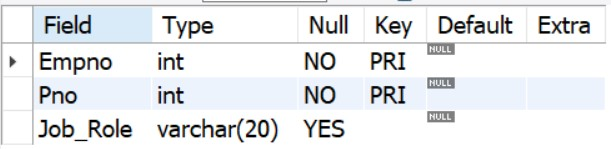 Field Type Null Key Default Extra
Empno int NO PRI NULL
Pno int NO PRI NULL
Job_Role varchar(20) YES NULL